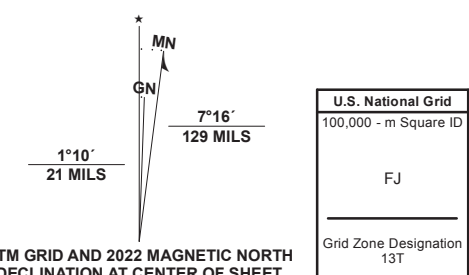 ★
MN
GN
7°16´
129 MILS
1°10´
21 MILS
TM GRID AND 2022 MAGNETIC NORTH
DECLINATION AT CENTER OF SHEET
U.S. National Grid
100,000 - m Square ID
FJ
Grid Zone Designation
13T